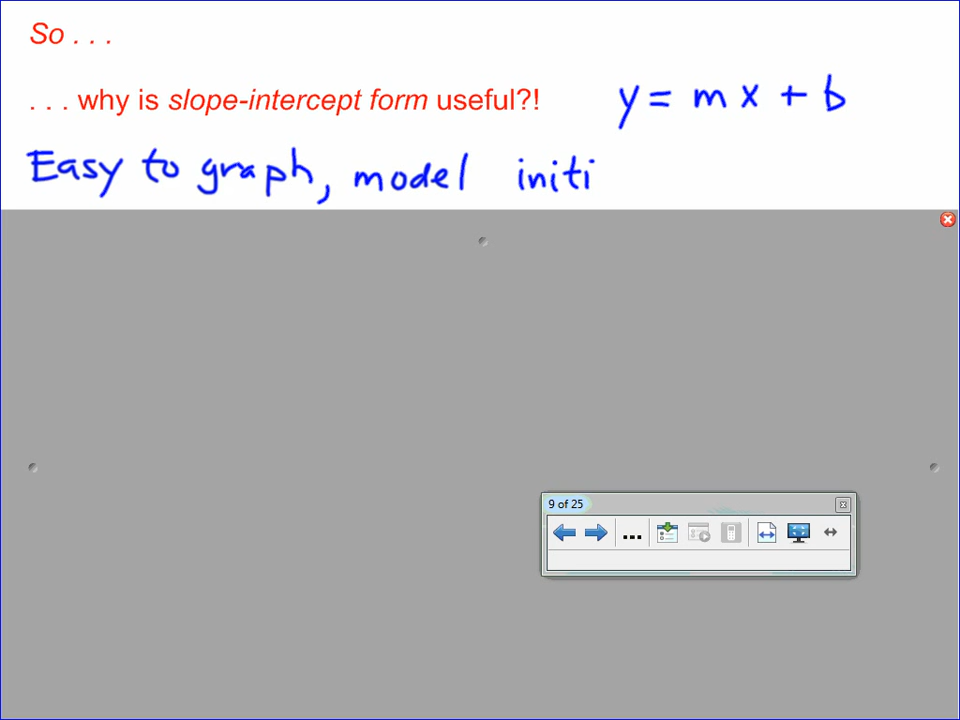 So . . .
. . . why is slope-intercept form useful?! y = mx + b
Easy to graph, model initi
9 of 25
...